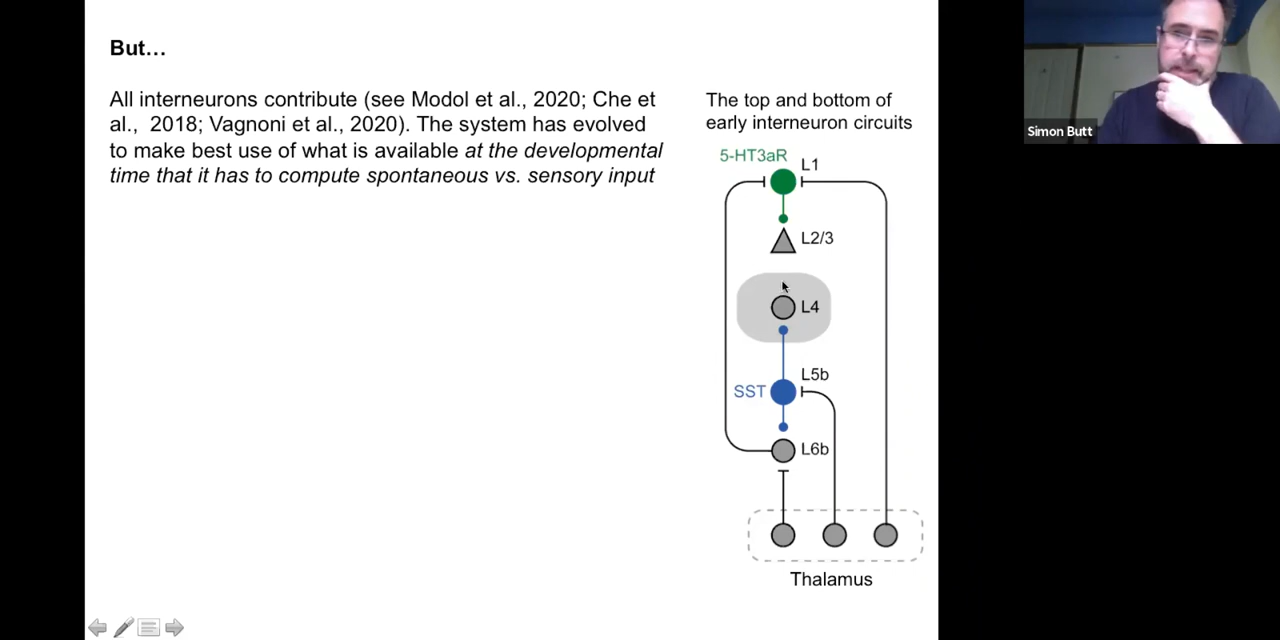 But…
All interneurons contribute (see Modol et al., 2020; Che et
al.,  2018; Vagnoni et al., 2020). The system has evolved
to make best use of what is available at the developmental
time that it has to compute spontaneous vs. sensory input
The top and bottom of
early interneuron circuits
5-HT3aR
L1
L2/3
L4
L5b
SST
L6b
Thalamus
Simon Butt